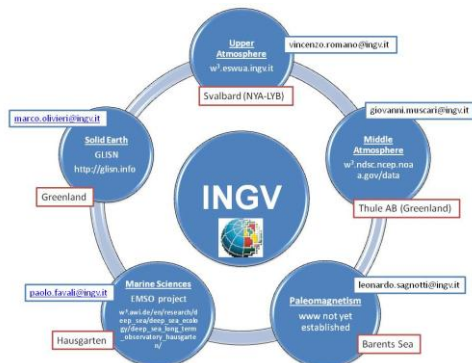 Upper
Atmosphere
w³.eswua.ingv.it
vincenzo.romano@ingv.it
Svalbard (NYA-LYB)
giovanni.muscari@ingv.it
Middle
Atmosphere
w³.ndsc.ncep.noa
a.gov/data
Thule AB (Greenland)
leonardo.sagnotti@ingv.it
Paleomagnetism
www not yet
established
Barents Sea
paolo.favali@ingv.it
Marine Sciences
EMSO project
w³.awi.de/en/research/d
eep_sea/deep_sea_ecolo
gy/deep_sea_long_term
_observatory_hausgarte
n/
Hausgarten
marco.olivieri@ingv.it
Solid Earth
GLISN
http://glisn.info
Greenland
INGV